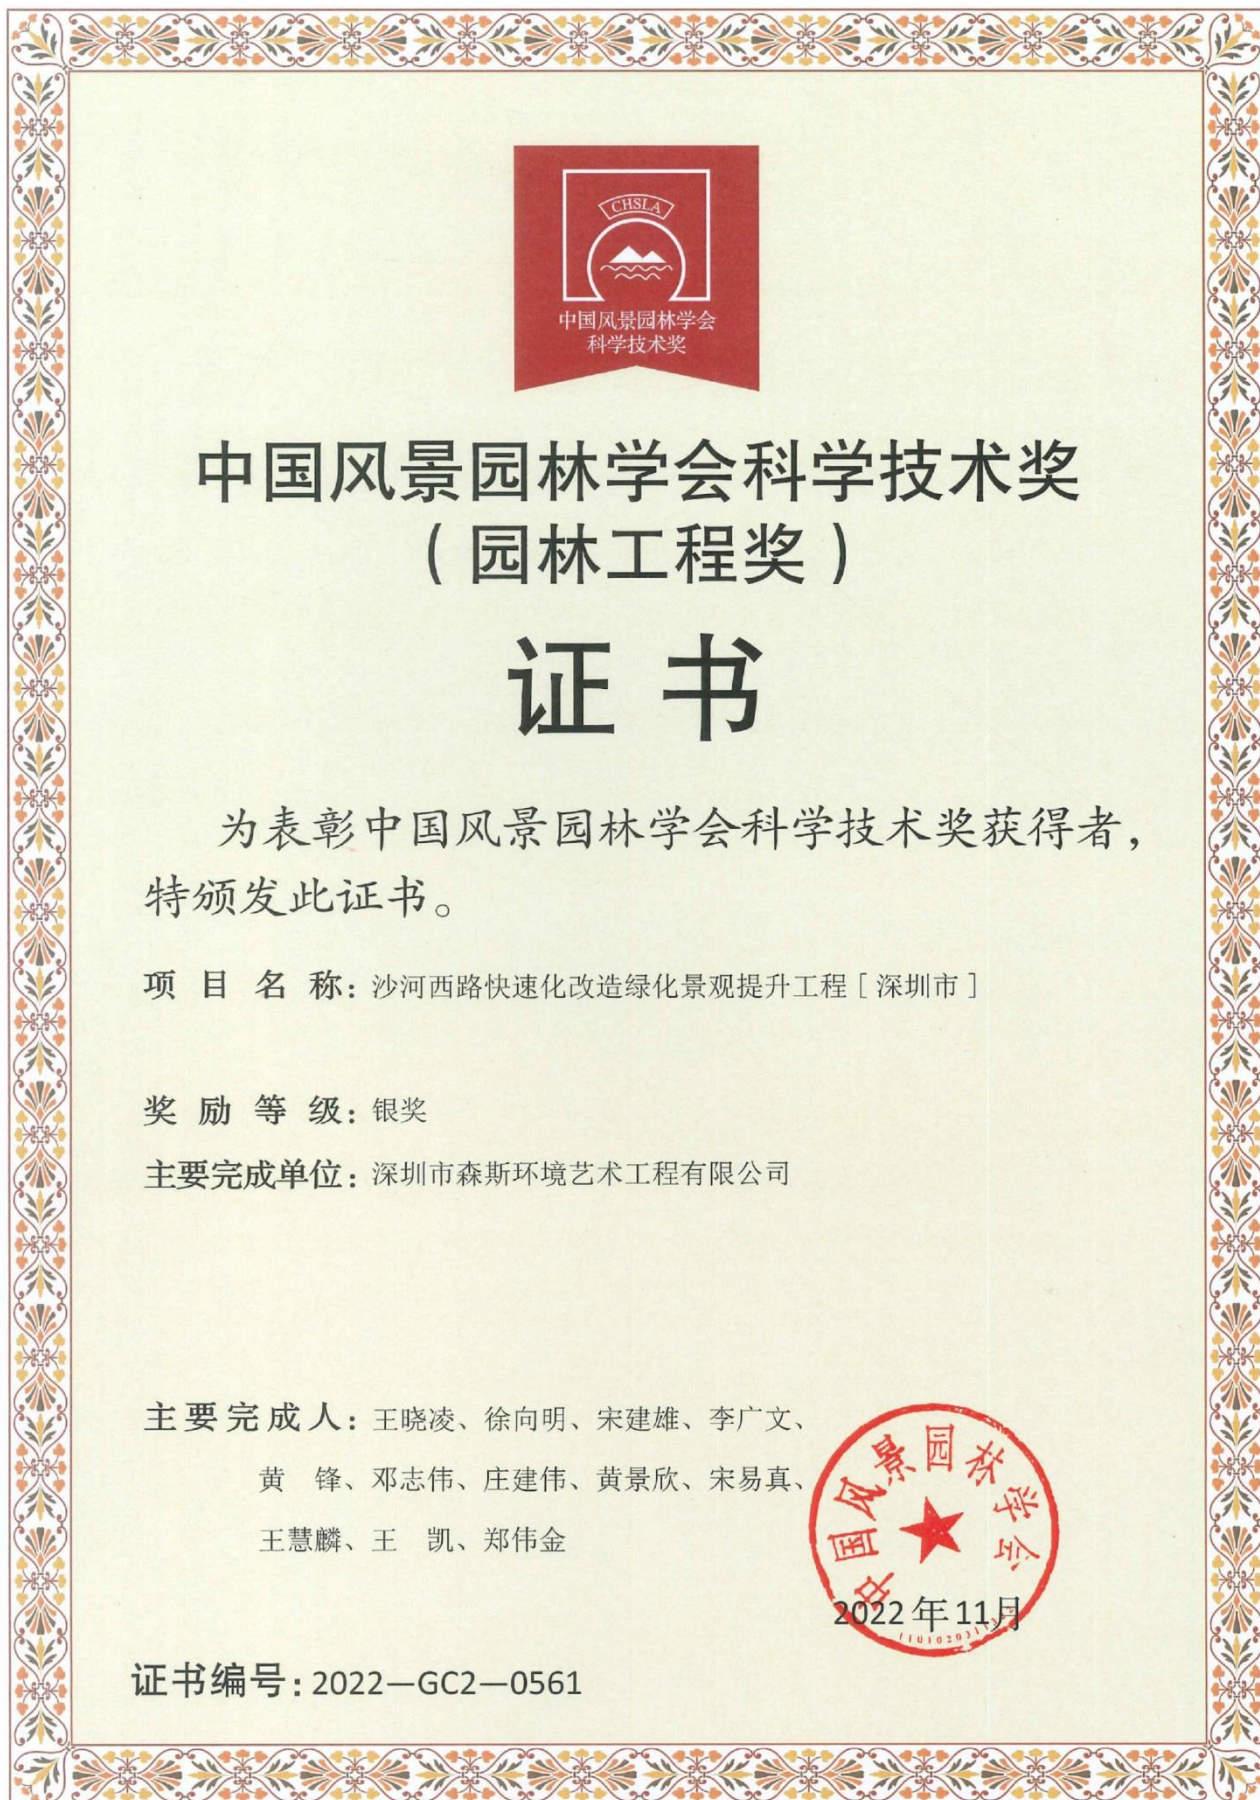 CHSLA
中国风景园林学会
科学技术奖
中国风景园林学会科学技术奖
（园林工程奖）
证书
为表彰中国风景园林学会科学技术奖获得者，
特颁发此证书。
项目名称：沙河西路快速化改造绿化景观提升工程［深圳市］
奖励等级：银奖
主要完成单位：深圳市森斯环境艺术工程有限公司
主要完成人：王晓凌、徐向明、宋建雄、李广文、
黄　锋、邓志伟、庄建伟、黄景欣、宋易真、
王慧麟、王　凯、郑伟金
中国风景园林学会
2022年11月
证书编号：2022—GC2—0561